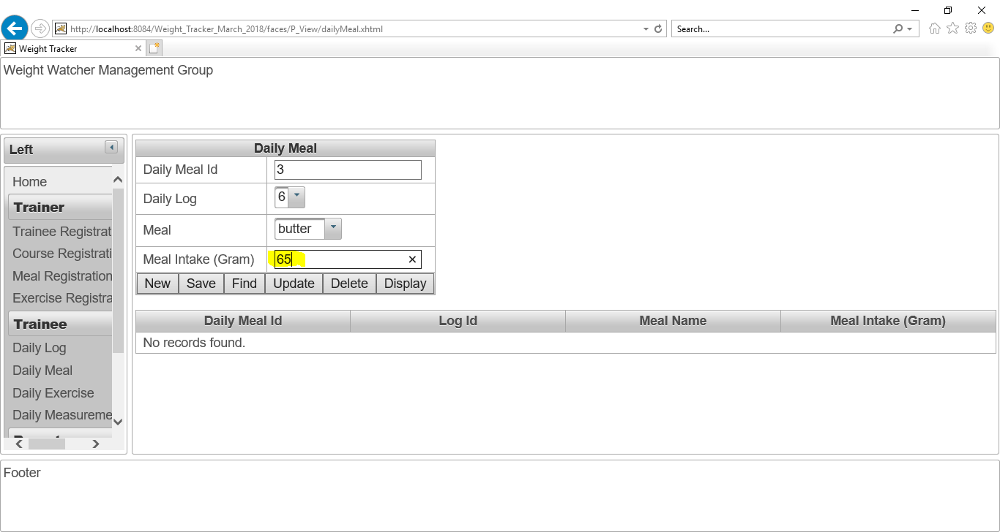 http://localhost:8084/Weight_Tracker_March_2018/faces/P_View/dailyMeal.xhtml
Search...
Weight Tracker
Weight Watcher Management Group
Left
Home
Trainer
Trainee Registrat
Course Registrati
Meal Registration
Exercise Registra
Trainee
Daily Log
Daily Meal
Daily Exercise
Daily Measureme
Daily Meal
Daily Meal Id 3
Daily Log 6
Meal butter
Meal Intake (Gram) 65
New Save Find Update Delete Display
Daily Meal Id Log Id Meal Name Meal Intake (Gram)
No records found.
Footer